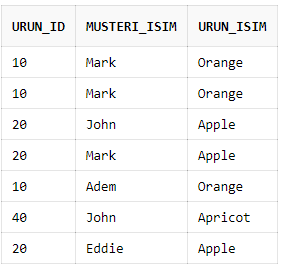 URUN_ID MUSTERI_ISIM URUN_ISIM
10 Mark Orange
10 Mark Orange
20 John Apple
20 Mark Apple
10 Adem Orange
40 John Apricot
20 Eddie Apple